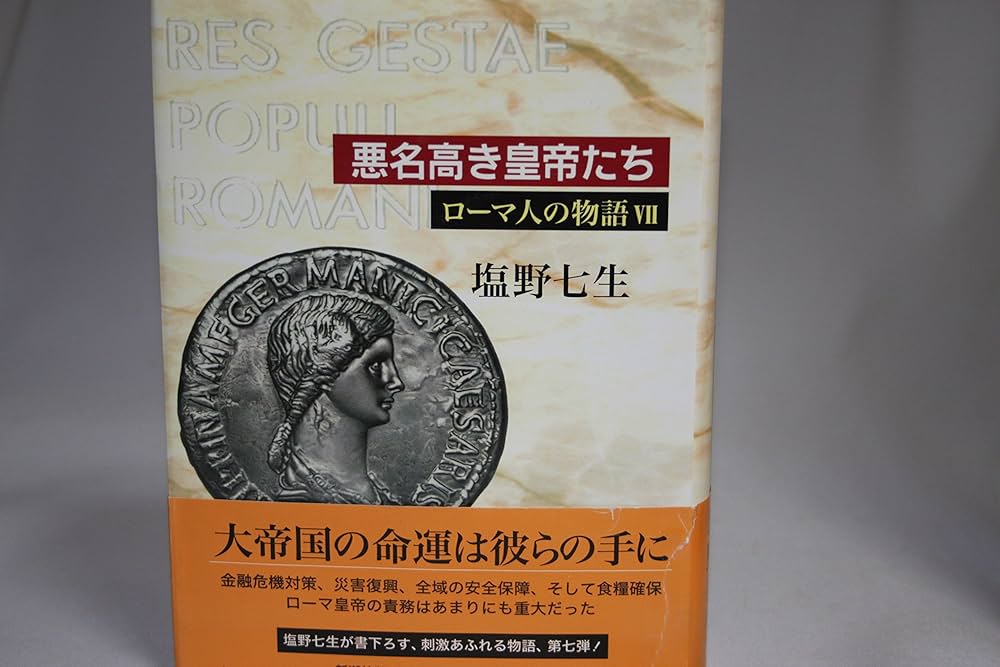 RES GESTAE
POPULI
ROMANI
悪名高き皇帝たち
ローマ人の物語 VII
塩野七生
PINA M F GERMANIC CAESARIS
大帝国の命運は彼らの手に
金融危機対策、災害復興、全域の安全保障、そして食糧確保
ローマ皇帝の責務はあまりにも重大だった
塩野七生が書下ろす、刺激あふれる物語、第七弾!